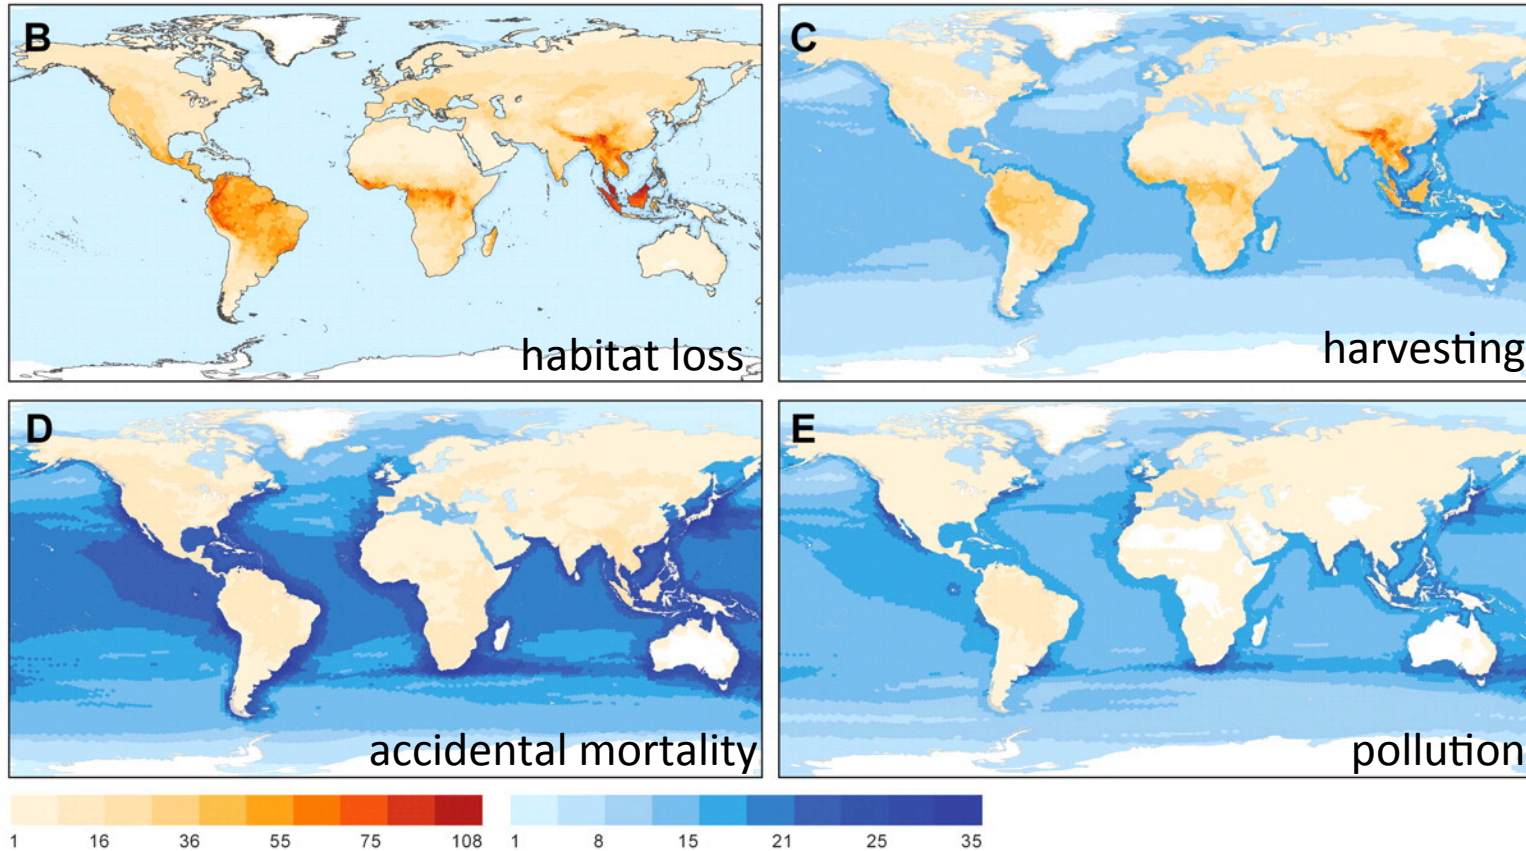 B
habitat loss
C
harvesting
D
accidental mortality
E
pollution
1 16 36 55 75 108
1 8 15 21 25 35